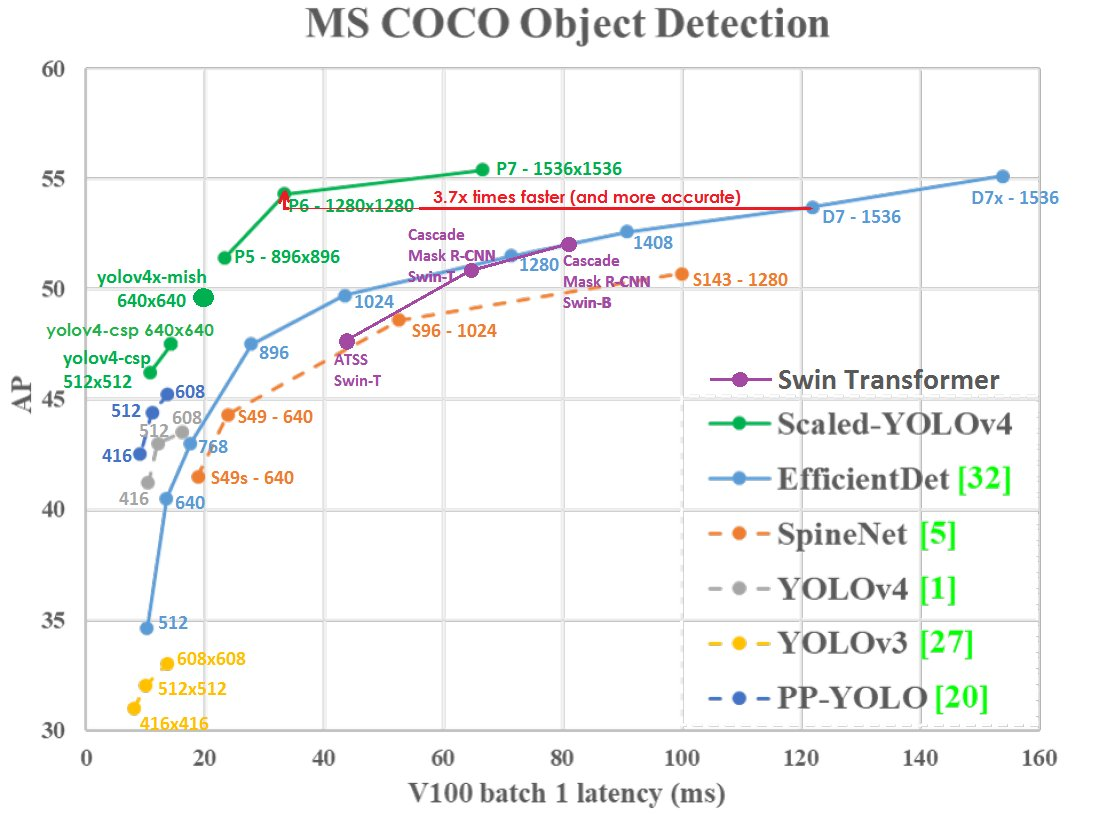 MS COCO Object Detection
60
55
50
45
40
35
30
AP
P7 - 1536x1536
3.7x times faster (and more accurate)
P6 - 1280x1280
D7x - 1536
D7 - 1536
Cascade
Mask R-CNN
Swin-T
1408
P5 - 896x896
1280
Cascade
Mask R-CNN
Swin-B
S143 - 1280
yolov4x-mish
640x640
1024
yolov4-csp 640x640
S96 - 1024
yolov4-csp
512x512
896
ATSS
Swin-T
608
512
416
608
512
416
S49 - 640
768
S49s - 640
640
512
608x608
512x512
416x416
Swin Transformer
Scaled-YOLOv4
EfficientDet [32]
SpineNet [5]
YOLOv4 [1]
YOLOv3 [27]
PP-YOLO [20]
0 20 40 60 80 100 120 140 160
V100 batch 1 latency (ms)